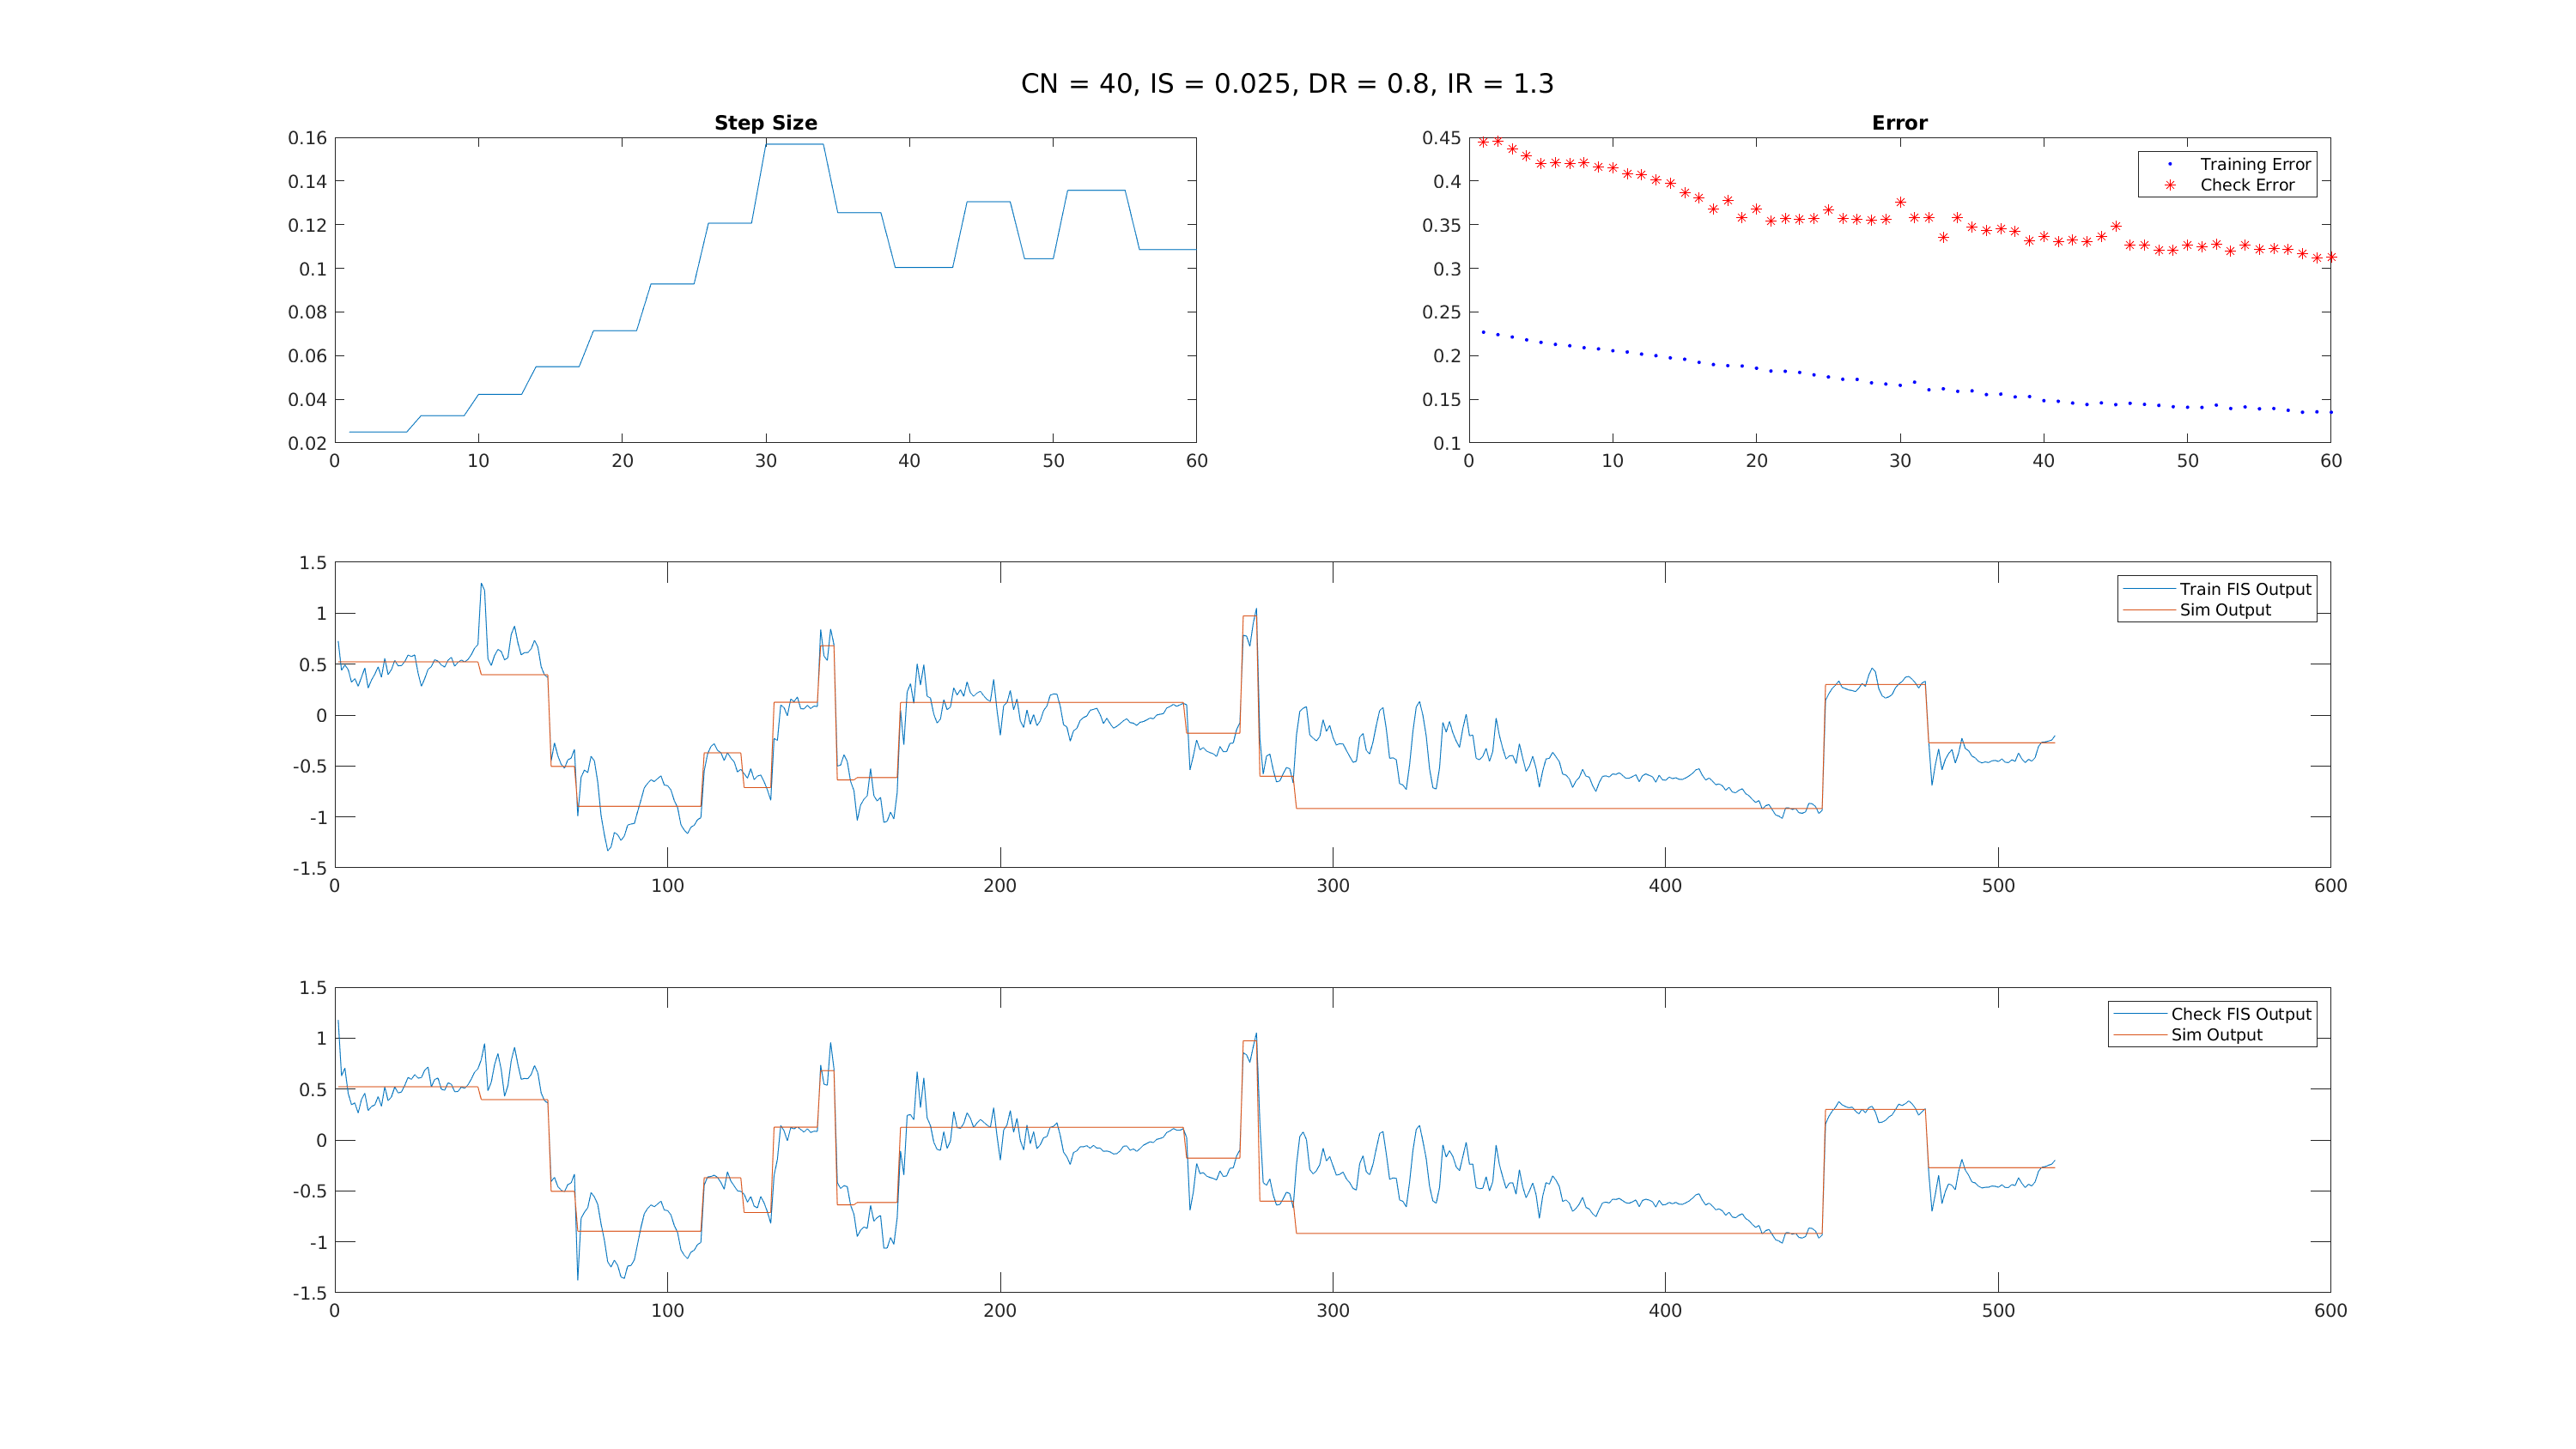 CN = 40, IS = 0.025, DR = 0.8, IR = 1.3
Step Size
0.16
0.14
0.12
0.1
0.08
0.06
0.04
0.02
0 10 20 30 40 50 60
Error
0.45
0.4
0.35
0.3
0.25
0.2
0.15
0.1
0 10 20 30 40 50 60
Training Error
Check Error
1.5
1
0.5
0
-0.5
-1
-1.5
0 100 200 300 400 500 600
Train FIS Output
Sim Output
1.5
1
0.5
0
-0.5
-1
-1.5
0 100 200 300 400 500 600
Check FIS Output
Sim Output